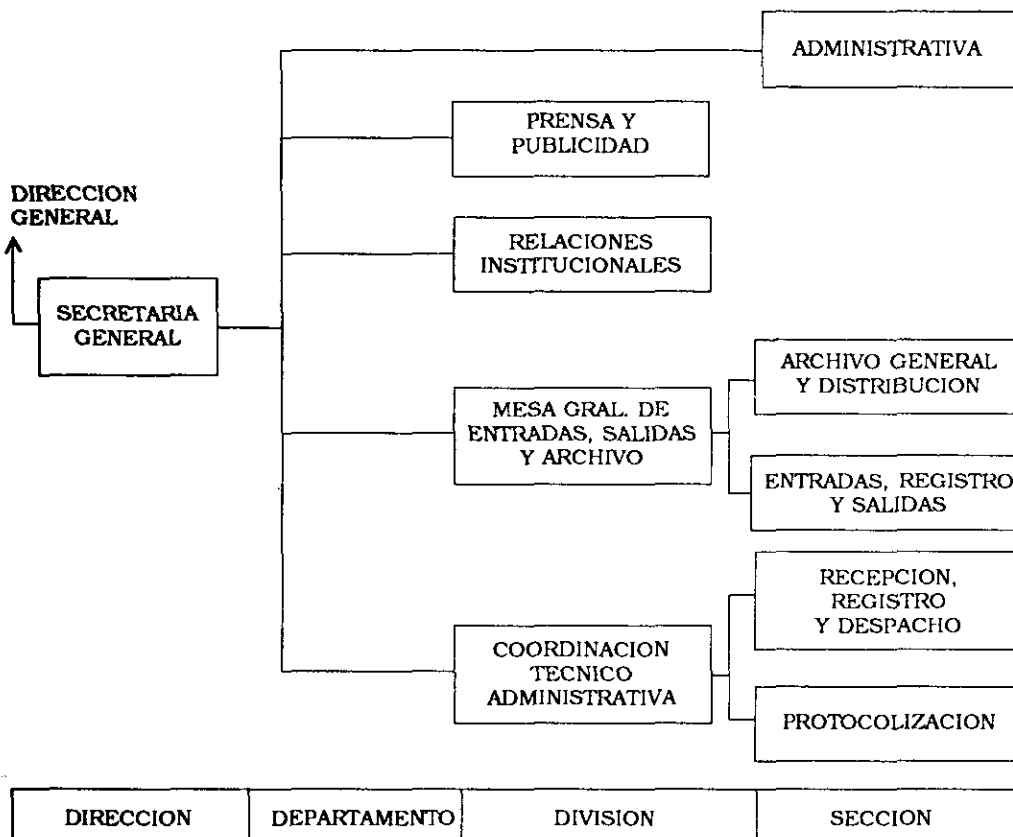 ADMINISTRATIVA
PRENSA Y
PUBLICIDAD
DIRECCION
GENERAL
RELACIONES
INSTITUCIONALES
SECRETARIA
GENERAL
ARCHIVO GENERAL
Y DISTRIBUCION
MESA GRAL. DE
ENTRADAS, SALIDAS
Y ARCHIVO
ENTRADAS, REGISTRO
Y SALIDAS
RECEPCION,
REGISTRO
Y DESPACHO
COORDINACION
TECNICO
ADMINISTRATIVA
PROTOCOLIZACION
DIRECCION
DEPARTAMENTO
DIVISION
SECCION